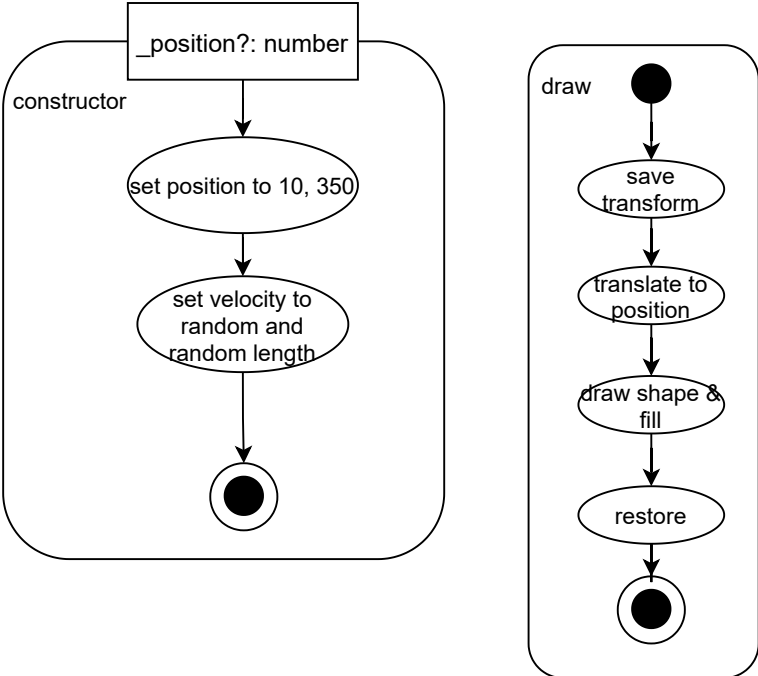 _position?: number
constructor
set position to 10, 350
set velocity to
random and
random length
draw
save
transform
translate to
position
draw shape &
fill
restore